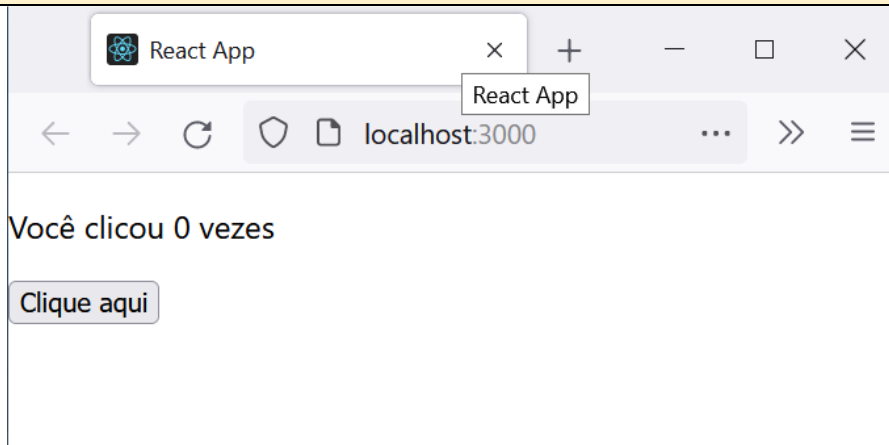 React App
React App
localhost:3000
Você clicou 0 vezes
Clique aqui